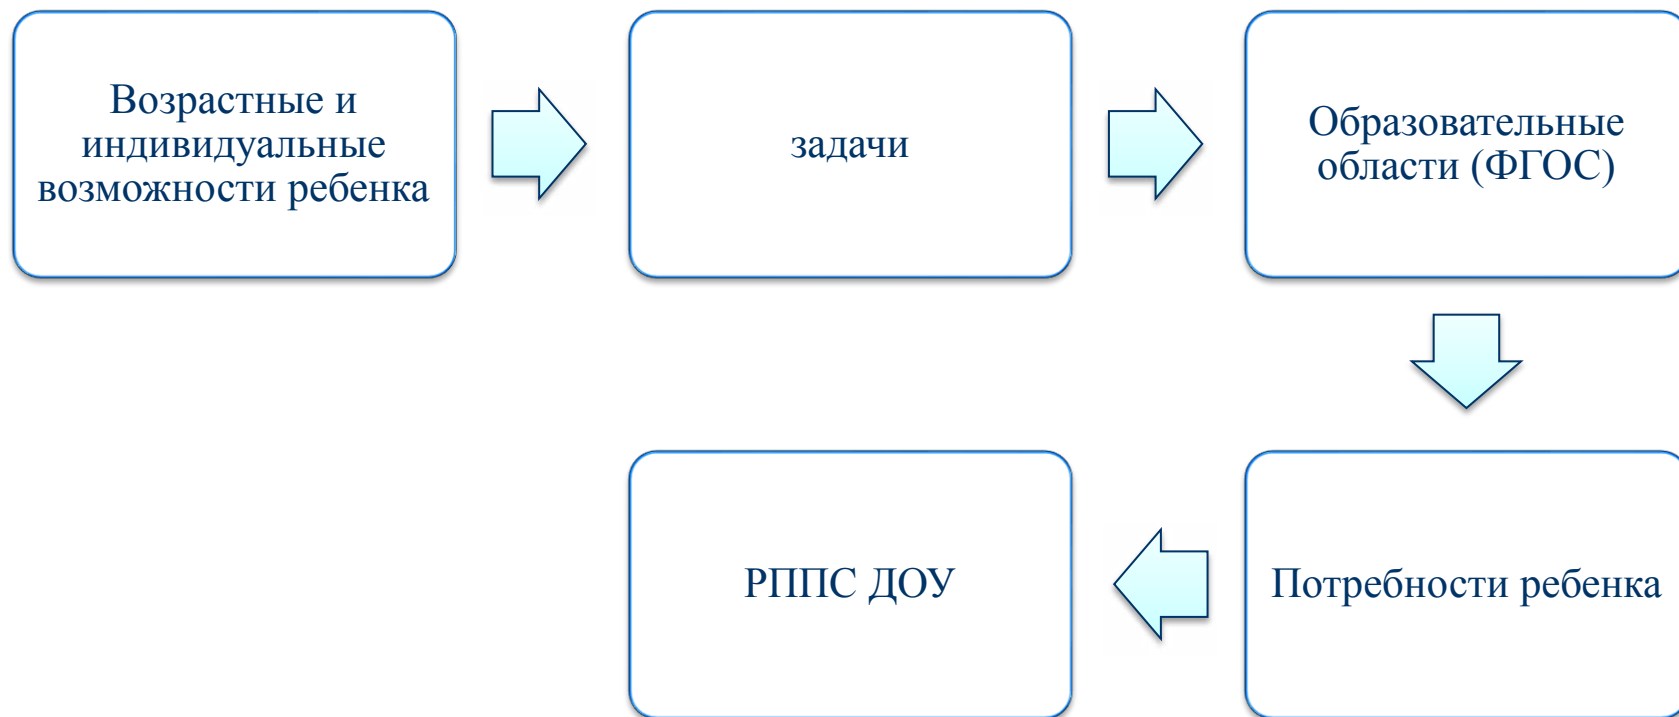 Возрастные и
индивидуальные
возможности ребенка
задачи
Образовательные
области (ФГОС)
Потребности ребенка
РППС ДОУ